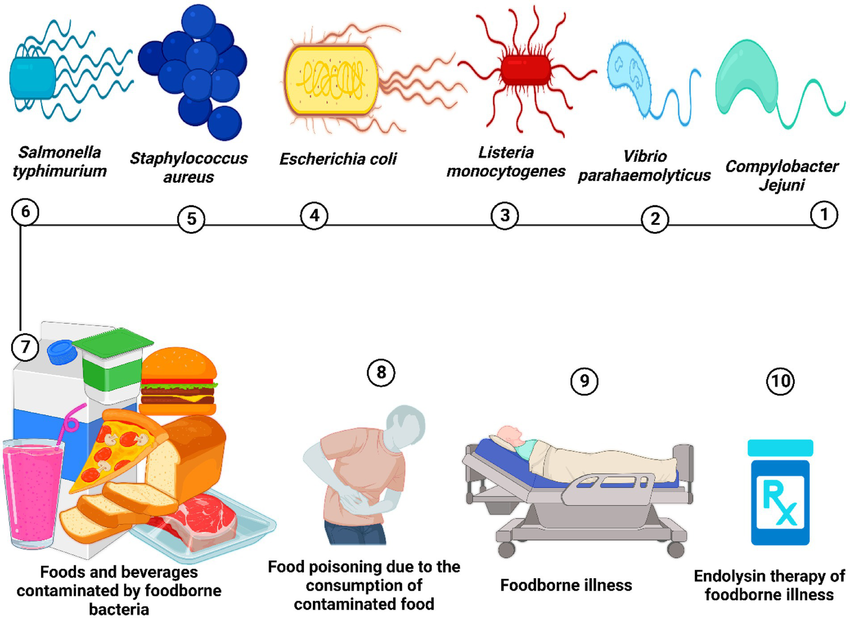 Salmonella
typhimurium
Staphylococcus
aureus
Escherichia coli
Listeria
monocytogenes
Vibrio
parahaemolyticus
Compylobacter
Jejuni
6
5
4
3
2
1
7
8
9
10
Rx
Foods and beverages
contaminated by foodborne
bacteria
Food poisoning due to the
consumption of
contaminated food
Foodborne illness
Endolysin therapy of
foodborne illness